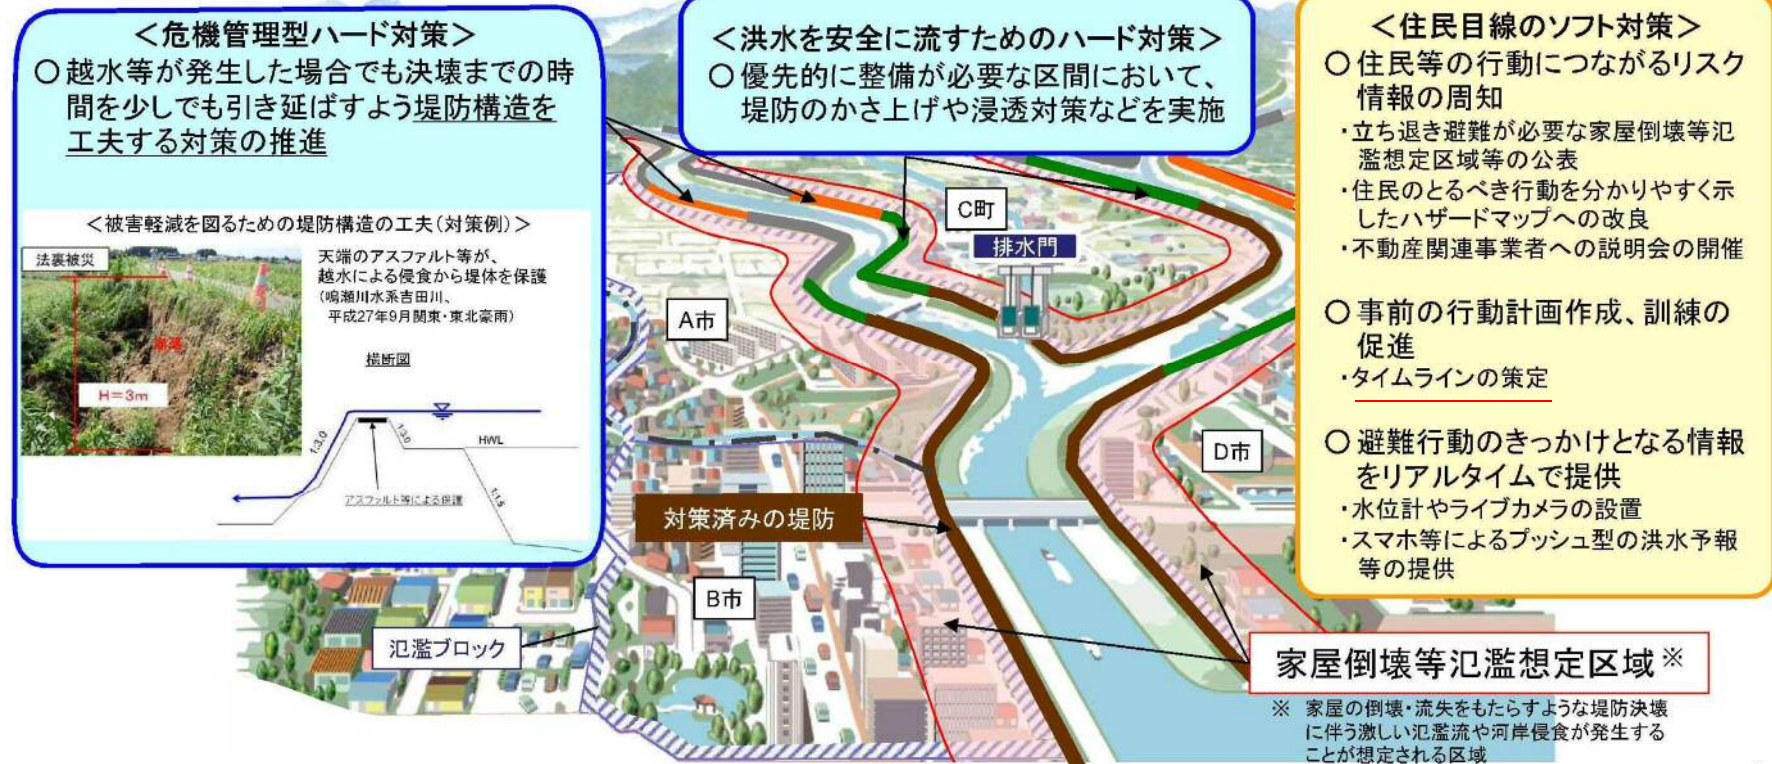 ＜危機管理型ハード対策＞
○越水等が発生した場合でも決壊までの時
間を少しでも引き延ばすよう堤防構造を
工夫する対策の推進
＜被害軽減を図るための堤防構造の工夫(対策例)＞
法裏被災
H=3m
天端のアスファルト等が、
越水による侵食から堤体を保護
(鳴瀬川水系吉田川、
平成27年9月関東・東北豪雨)
横断図
1:3.0
1:3.0
HWL
1:1.5
アスファルト等による保護
＜洪水を安全に流すためのハード対策＞
○優先的に整備が必要な区間において、
堤防のかさ上げや浸透対策などを実施
＜住民目線のソフト対策＞
○住民等の行動につながるリスク
情報の周知
・立ち退き避難が必要な家屋倒壊等氾
濫想定区域等の公表
・住民のとるべき行動を分かりやすく示
したハザードマップへの改良
・不動産関連事業者への説明会の開催
○事前の行動計画作成、訓練の
促進
・タイムラインの策定
○避難行動のきっかけとなる情報
をリアルタイムで提供
・水位計やライブカメラの設置
・スマホ等によるプッシュ型の洪水予報
等の提供
C町
排水門
A市
D市
対策済みの堤防
B市
氾濫ブロック
家屋倒壊等氾濫想定区域※
※ 家屋の倒壊・流失をもたらすような堤防決壊
に伴う激しい氾濫流や河岸侵食が発生する
ことが想定される区域